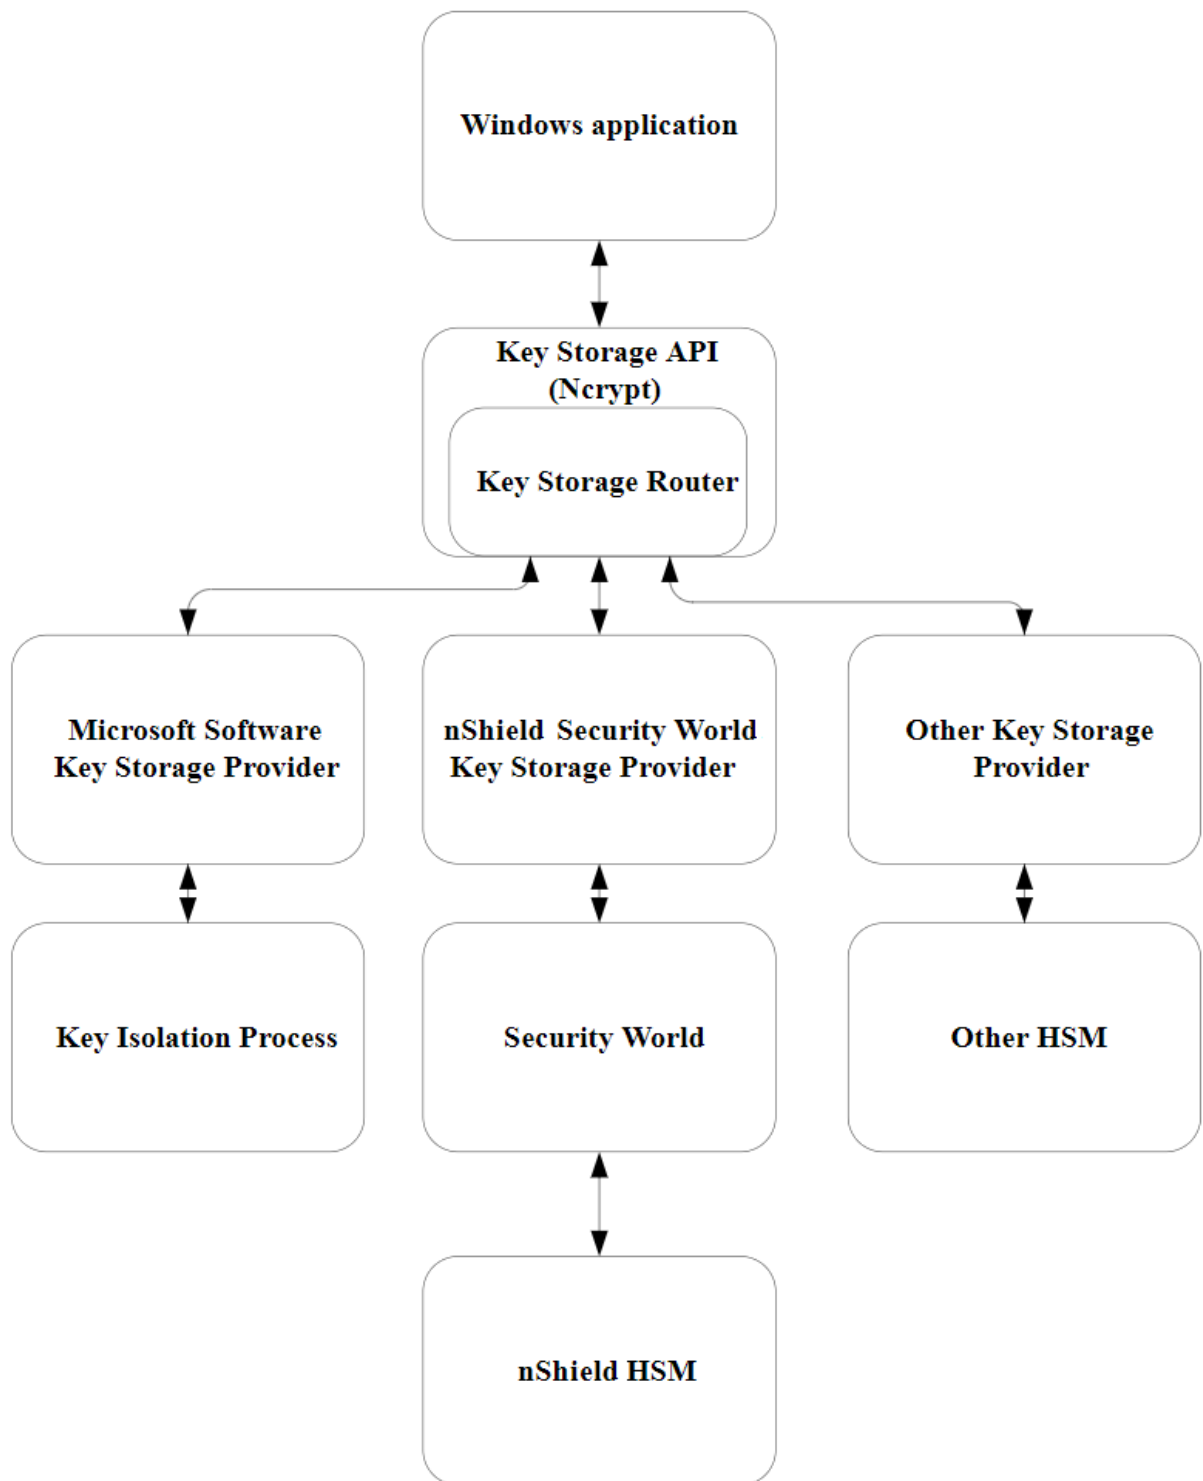 Windows application
Key Storage API
(Ncrypt)
Key Storage Router
Microsoft Software
Key Storage Provider
nShield Security World
Key Storage Provider
Other Key Storage
Provider
Key Isolation Process
Security World
Other HSM
nShield HSM